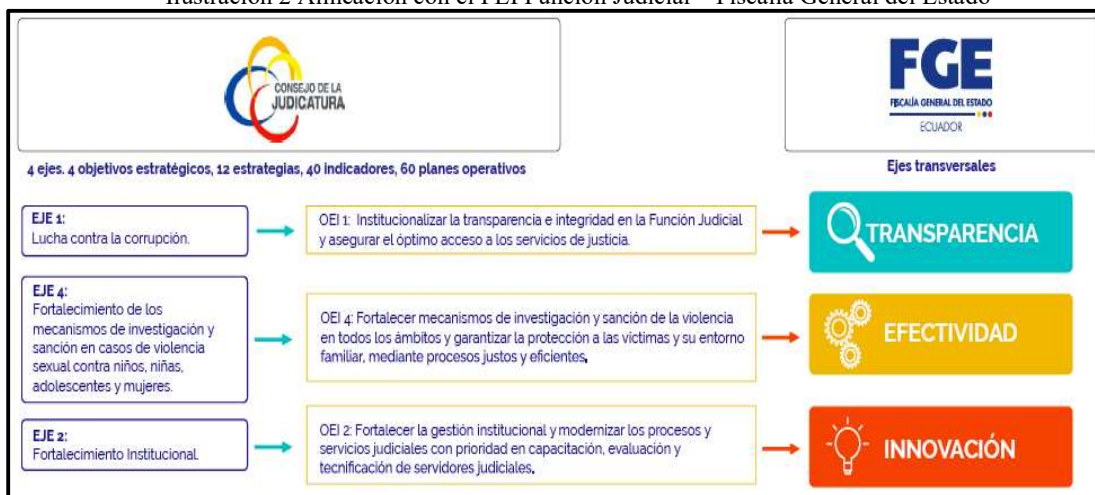 Ilustración 2 Alineación con el PEI Función Judicial – Fiscalía General del Estado
CONSEJO DE LA
JUDICATURA
FGE
FISCALÍA GENERAL DEL ESTADO
ECUADOR
4 ejes. 4 objetivos estratégicos, 12 estrategias, 40 indicadores, 60 planes operativos
Ejes transversales
EJE 1:
Lucha contra la corrupción.
OEI 1: Institucionalizar la transparencia e integridad en la Función Judicial
y asegurar el óptimo acceso a los servicios de justicia.
TRANSPARENCIA
EJE 4:
Fortalecimiento de los
mecanismos de investigación y
sanción en casos de violencia
sexual contra niños, niñas,
adolescentes y mujeres.
OEI 4: Fortalecer mecanismos de investigación y sanción de la violencia
en todos los ámbitos y garantizar la protección a las víctimas y su entorno
familiar, mediante procesos justos y eficientes.
EFECTIVIDAD
EJE 2:
Fortalecimiento Institucional.
OEI 2: Fortalecer la gestión institucional y modernizar los procesos y
servicios judiciales con prioridad en capacitación, evaluación y
tecnificación de servidores judiciales.
INNOVACIÓN